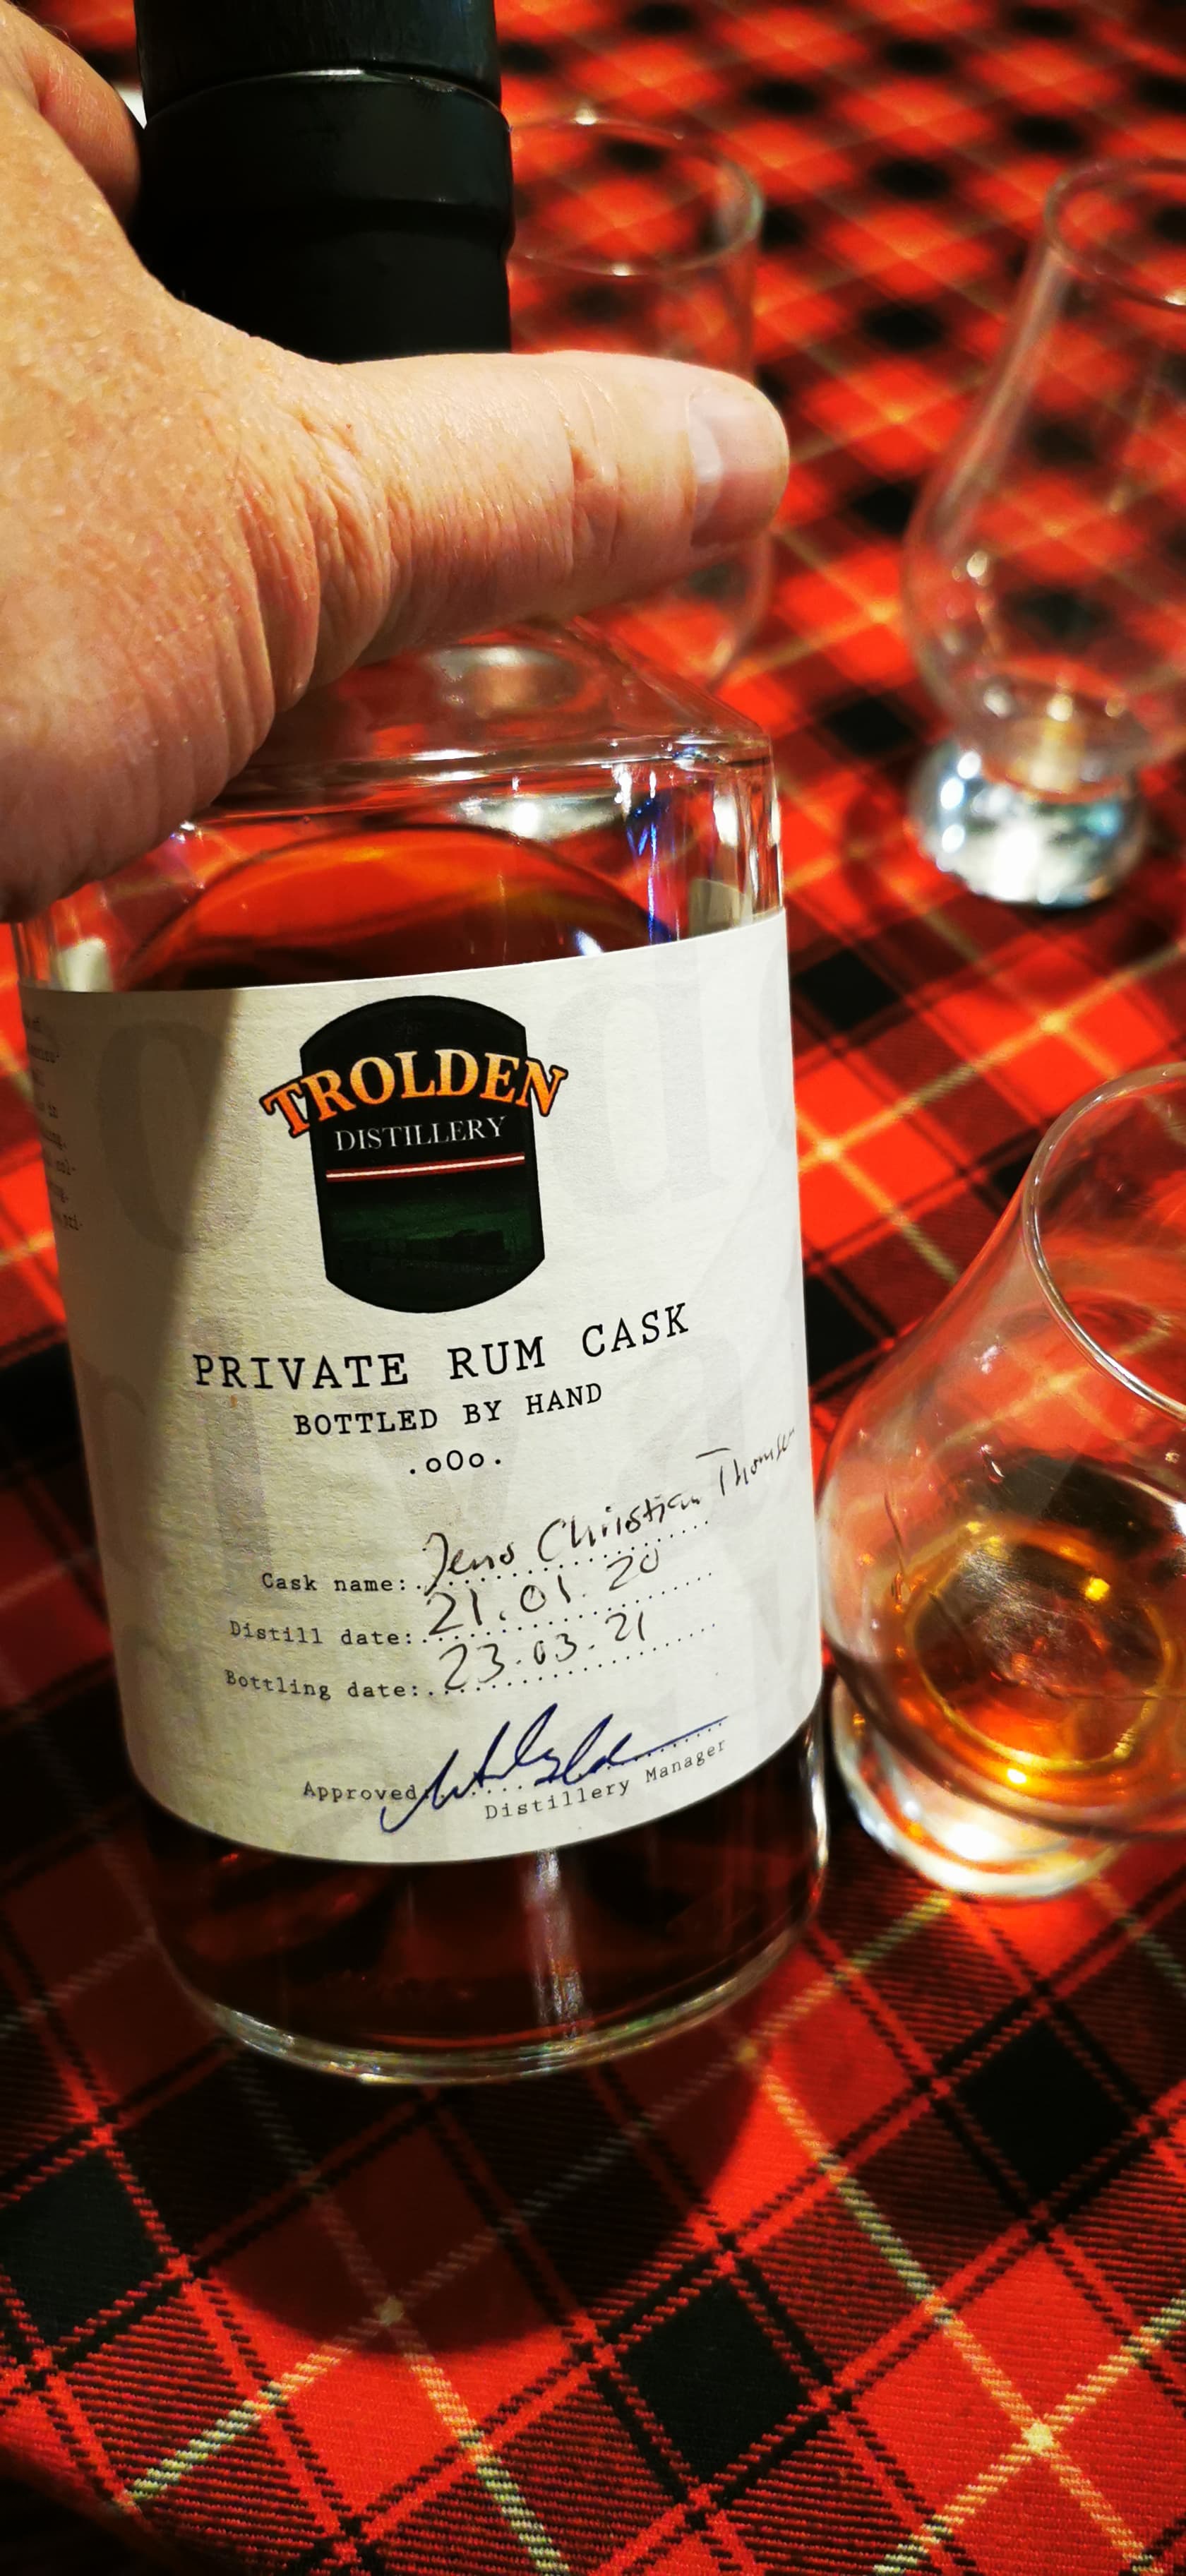 TROLDEN
DISTILLERY
PRIVATE RUM CASK
BOTTLED BY HAND
.oOo.
Cask name: Jens Christian Thomsen
Distill date: 21.01.20
Bottling date: 23.03.21
Approved
Distillery Manager